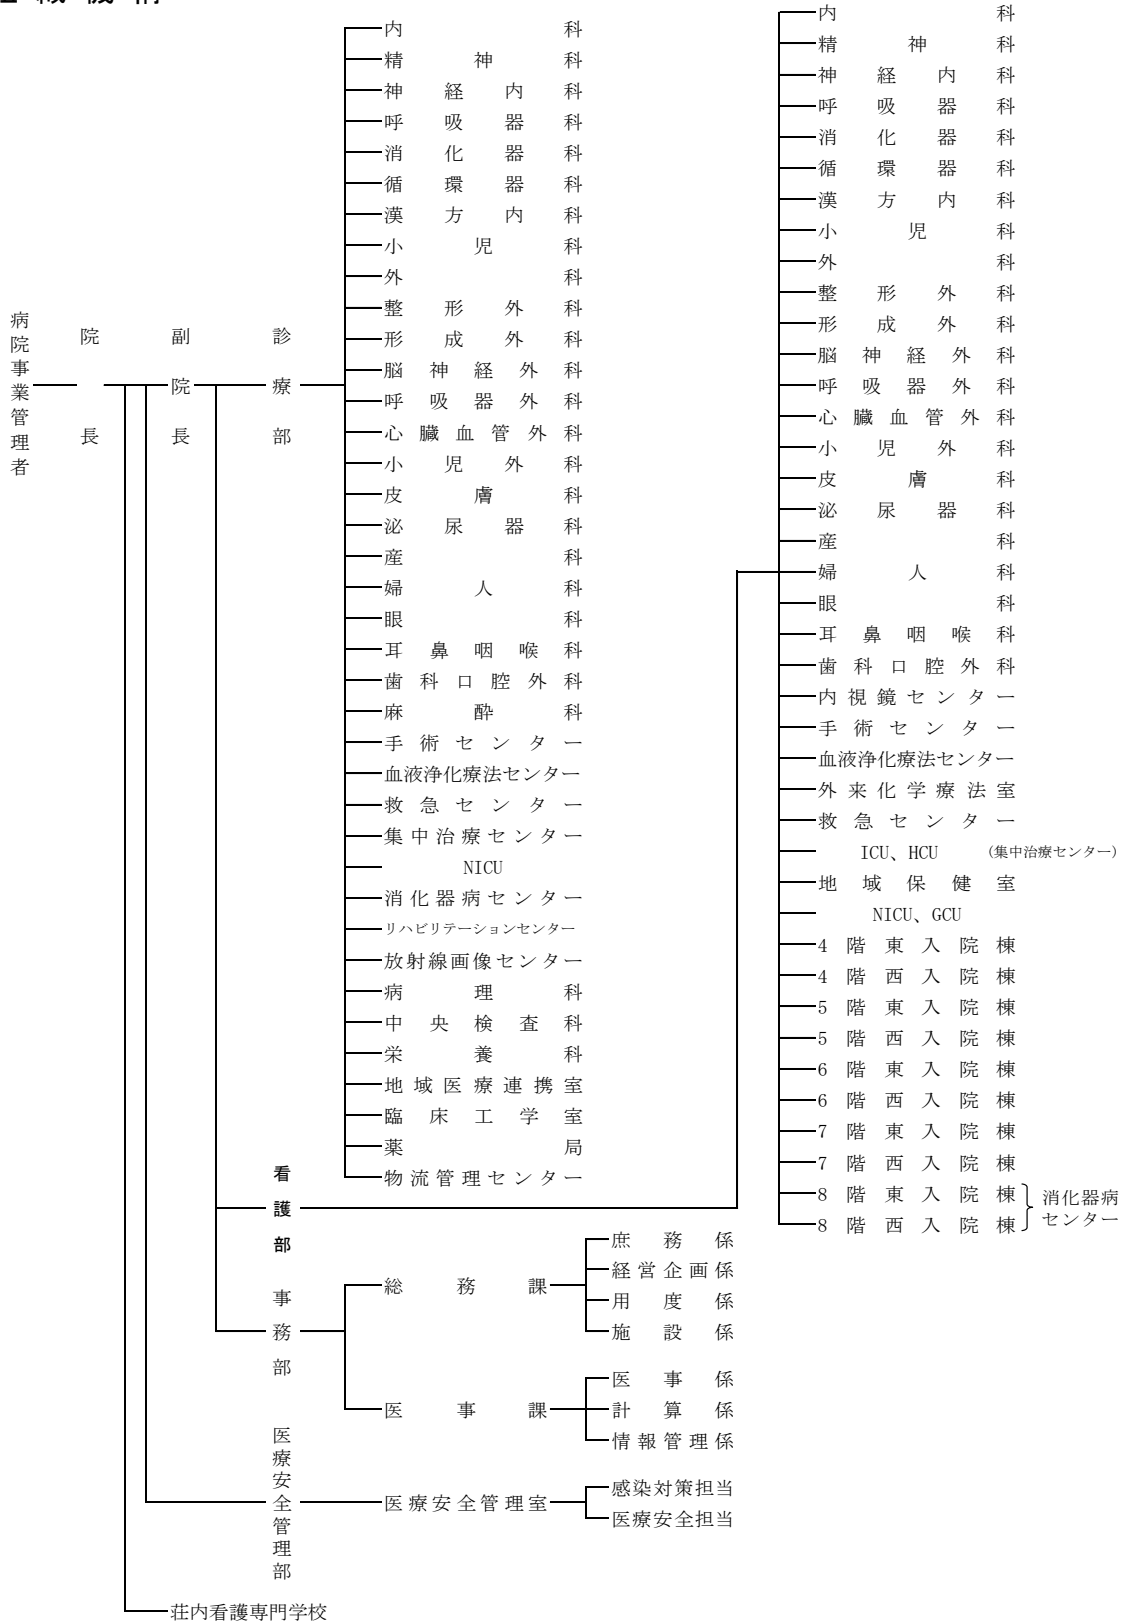 組織機構
病院事業管理者
院長
副院長
診療部
内科
精神科
神経内科
呼吸器科
消化器科
循環器科
漢方内科
小児科
外科
整形外科
形成外科
脳神経外科
呼吸器外科
心臓血管外科
小児外科
皮膚科
泌尿器科
産科
婦人科
眼科
耳鼻咽喉科
歯科口腔外科
麻酔科
手術センター
血液浄化療法センター
救急センター
集中治療センター
NICU
消化器病センター
リハビリテーションセンター
放射線画像センター
病理科
中央検査科
栄養科
地域医療連携室
臨床工学室
薬局
物流管理センター
看護部
内科
精神科
神経内科
呼吸器科
消化器科
循環器科
漢方内科
小児科
外科
整形外科
形成外科
脳神経外科
呼吸器外科
心臓血管外科
小児外科
皮膚科
泌尿器科
産科
婦人科
眼科
耳鼻咽喉科
歯科口腔外科
内視鏡センター
手術センター
血液浄化療法センター
外来化学療法室
救急センター
ICU、HCU (集中治療センター)
地域保健室
NICU、GCU
4階東入院棟
4階西入院棟
5階東入院棟
5階西入院棟
6階東入院棟
6階西入院棟
7階東入院棟
7階西入院棟
8階東入院棟
8階西入院棟
消化器病
センター
事務部
総務課
庶務係
経営企画係
用度係
施設係
医事課
医事係
計算係
情報管理係
医療安全管理部
医療安全管理室
感染対策担当
医療安全担当
荘内看護専門学校